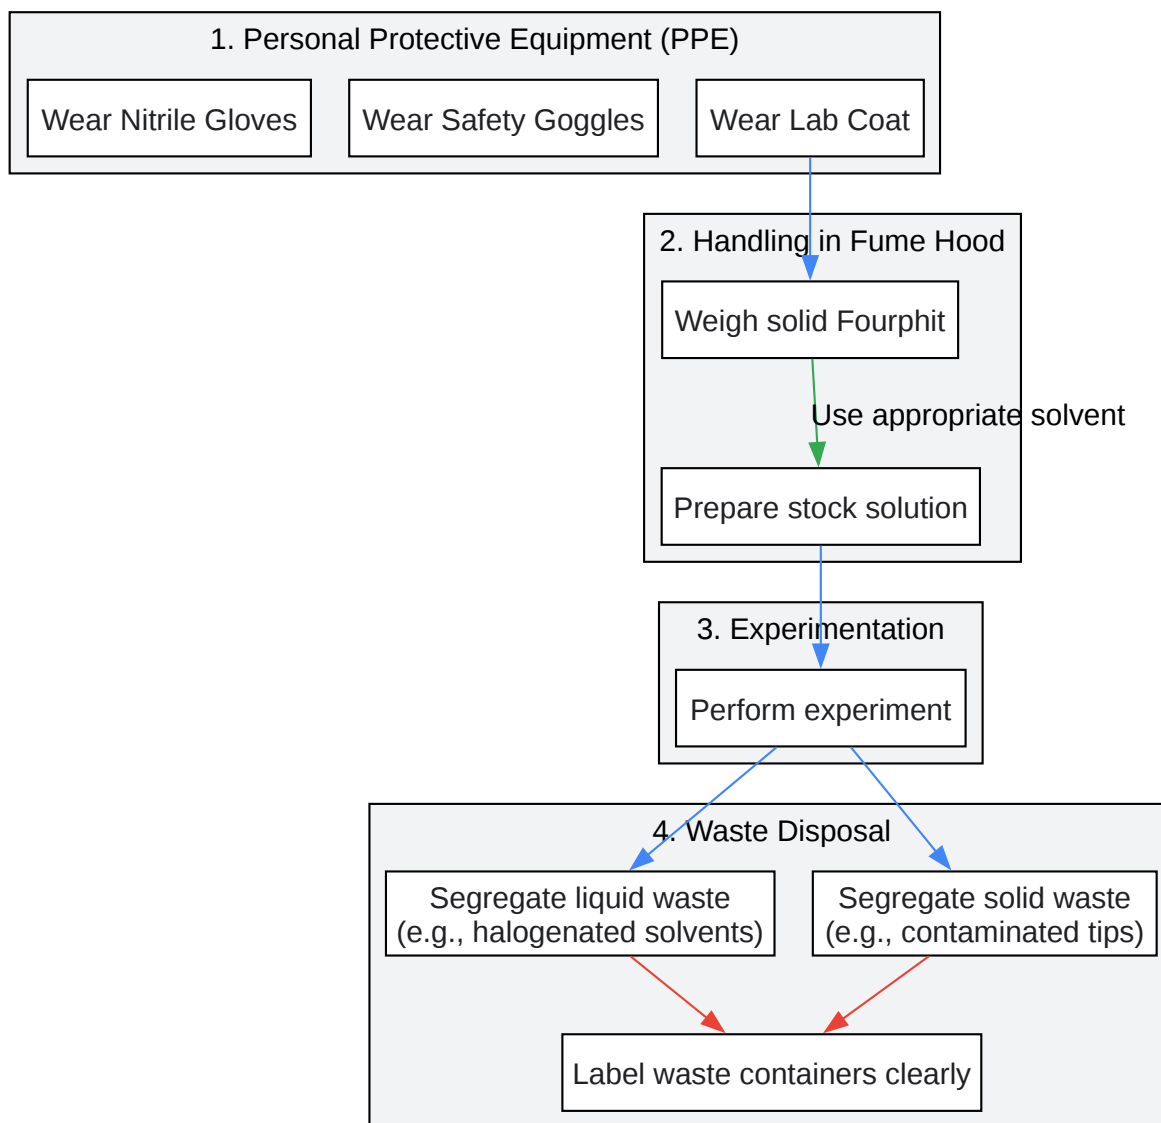 1. Personal Protective Equipment (PPE)
Wear Nitrile Gloves
Wear Safety Goggles
Wear Lab Coat
2. Handling in Fume Hood
Weigh solid Fourphit
Use appropriate solvent
Prepare stock solution
3. Experimentation
Perform experiment
4. Waste Disposal
Segregate liquid waste
(e.g., halogenated solvents)
Segregate solid waste
(e.g., contaminated tips)
Label waste containers clearly